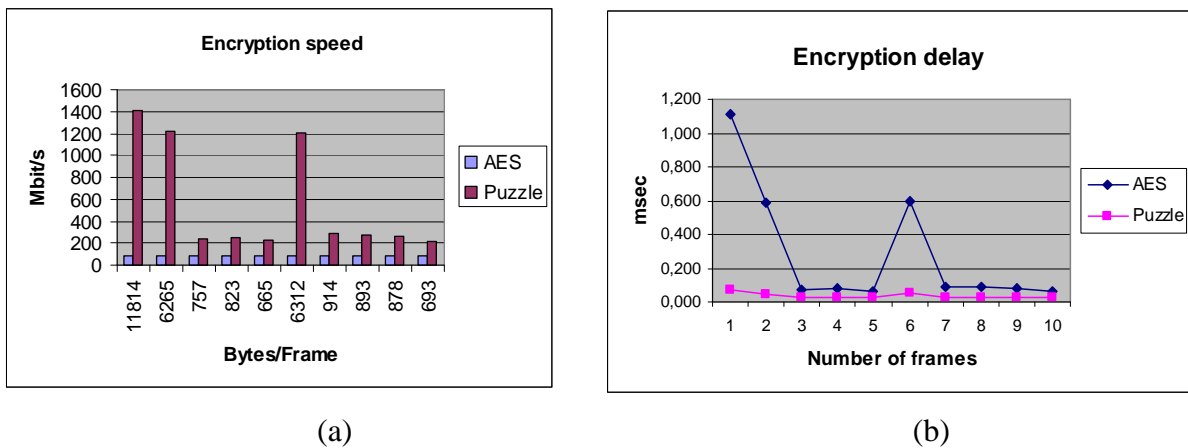 Encryption speed
1600
1400
1200
1000
800
600
400
200
0
Mbit/s
11814
6265
757
823
665
6312
914
893
878
693
Bytes/Frame
AES
Puzzle
(a)
Encryption delay
1,200
1,000
0,800
0,600
0,400
0,200
0,000
msec
1 2 3 4 5 6 7 8 9 10
Number of frames
AES
Puzzle
(b)